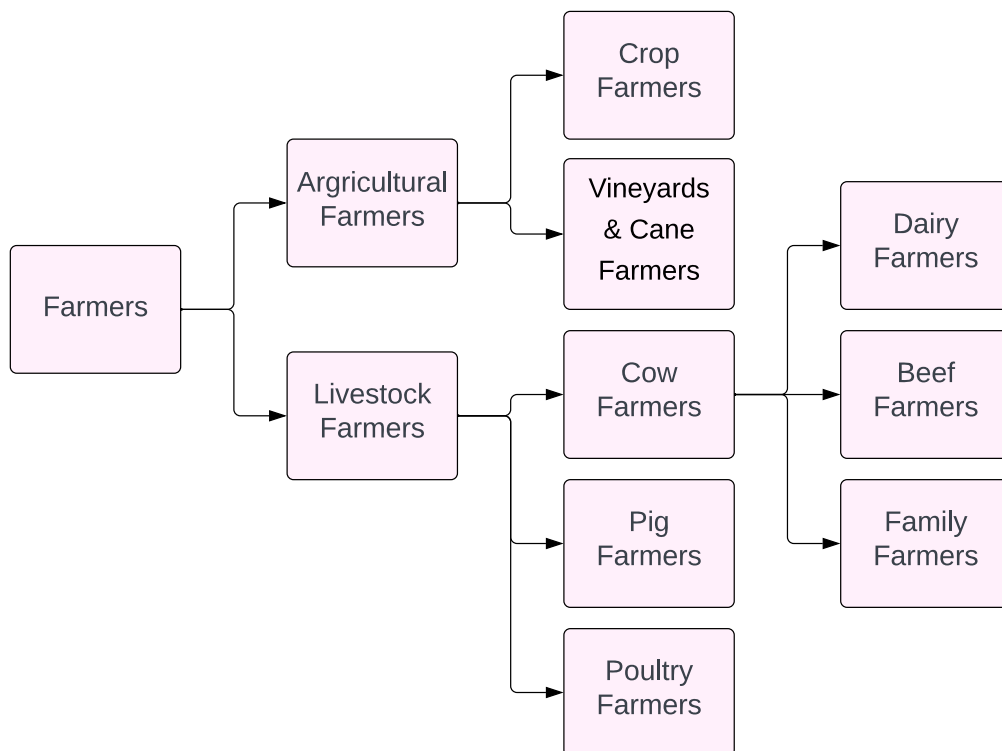 Farmers
Argricultural
Farmers
Livestock
Farmers
Crop
Farmers
Vineyards
& Cane
Farmers
Cow
Farmers
Pig
Farmers
Poultry
Farmers
Dairy
Farmers
Beef
Farmers
Family
Farmers